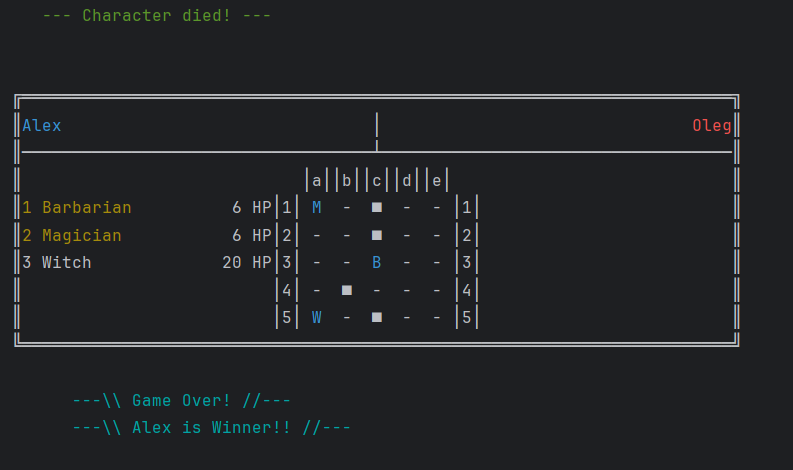 --- Character died! ---
Alex │ Oleg
│a││b││c││d││e│
1 Barbarian 6 HP│1│ M - ■ - - │1│
2 Magician 6 HP│2│ - - ■ - - │2│
3 Witch 20 HP│3│ - - B - - │3│
│4│ - ■ - - - │4│
│5│ W - ■ - - │5│
---\\ Game Over! //---
---\\ Alex is Winner!! //---